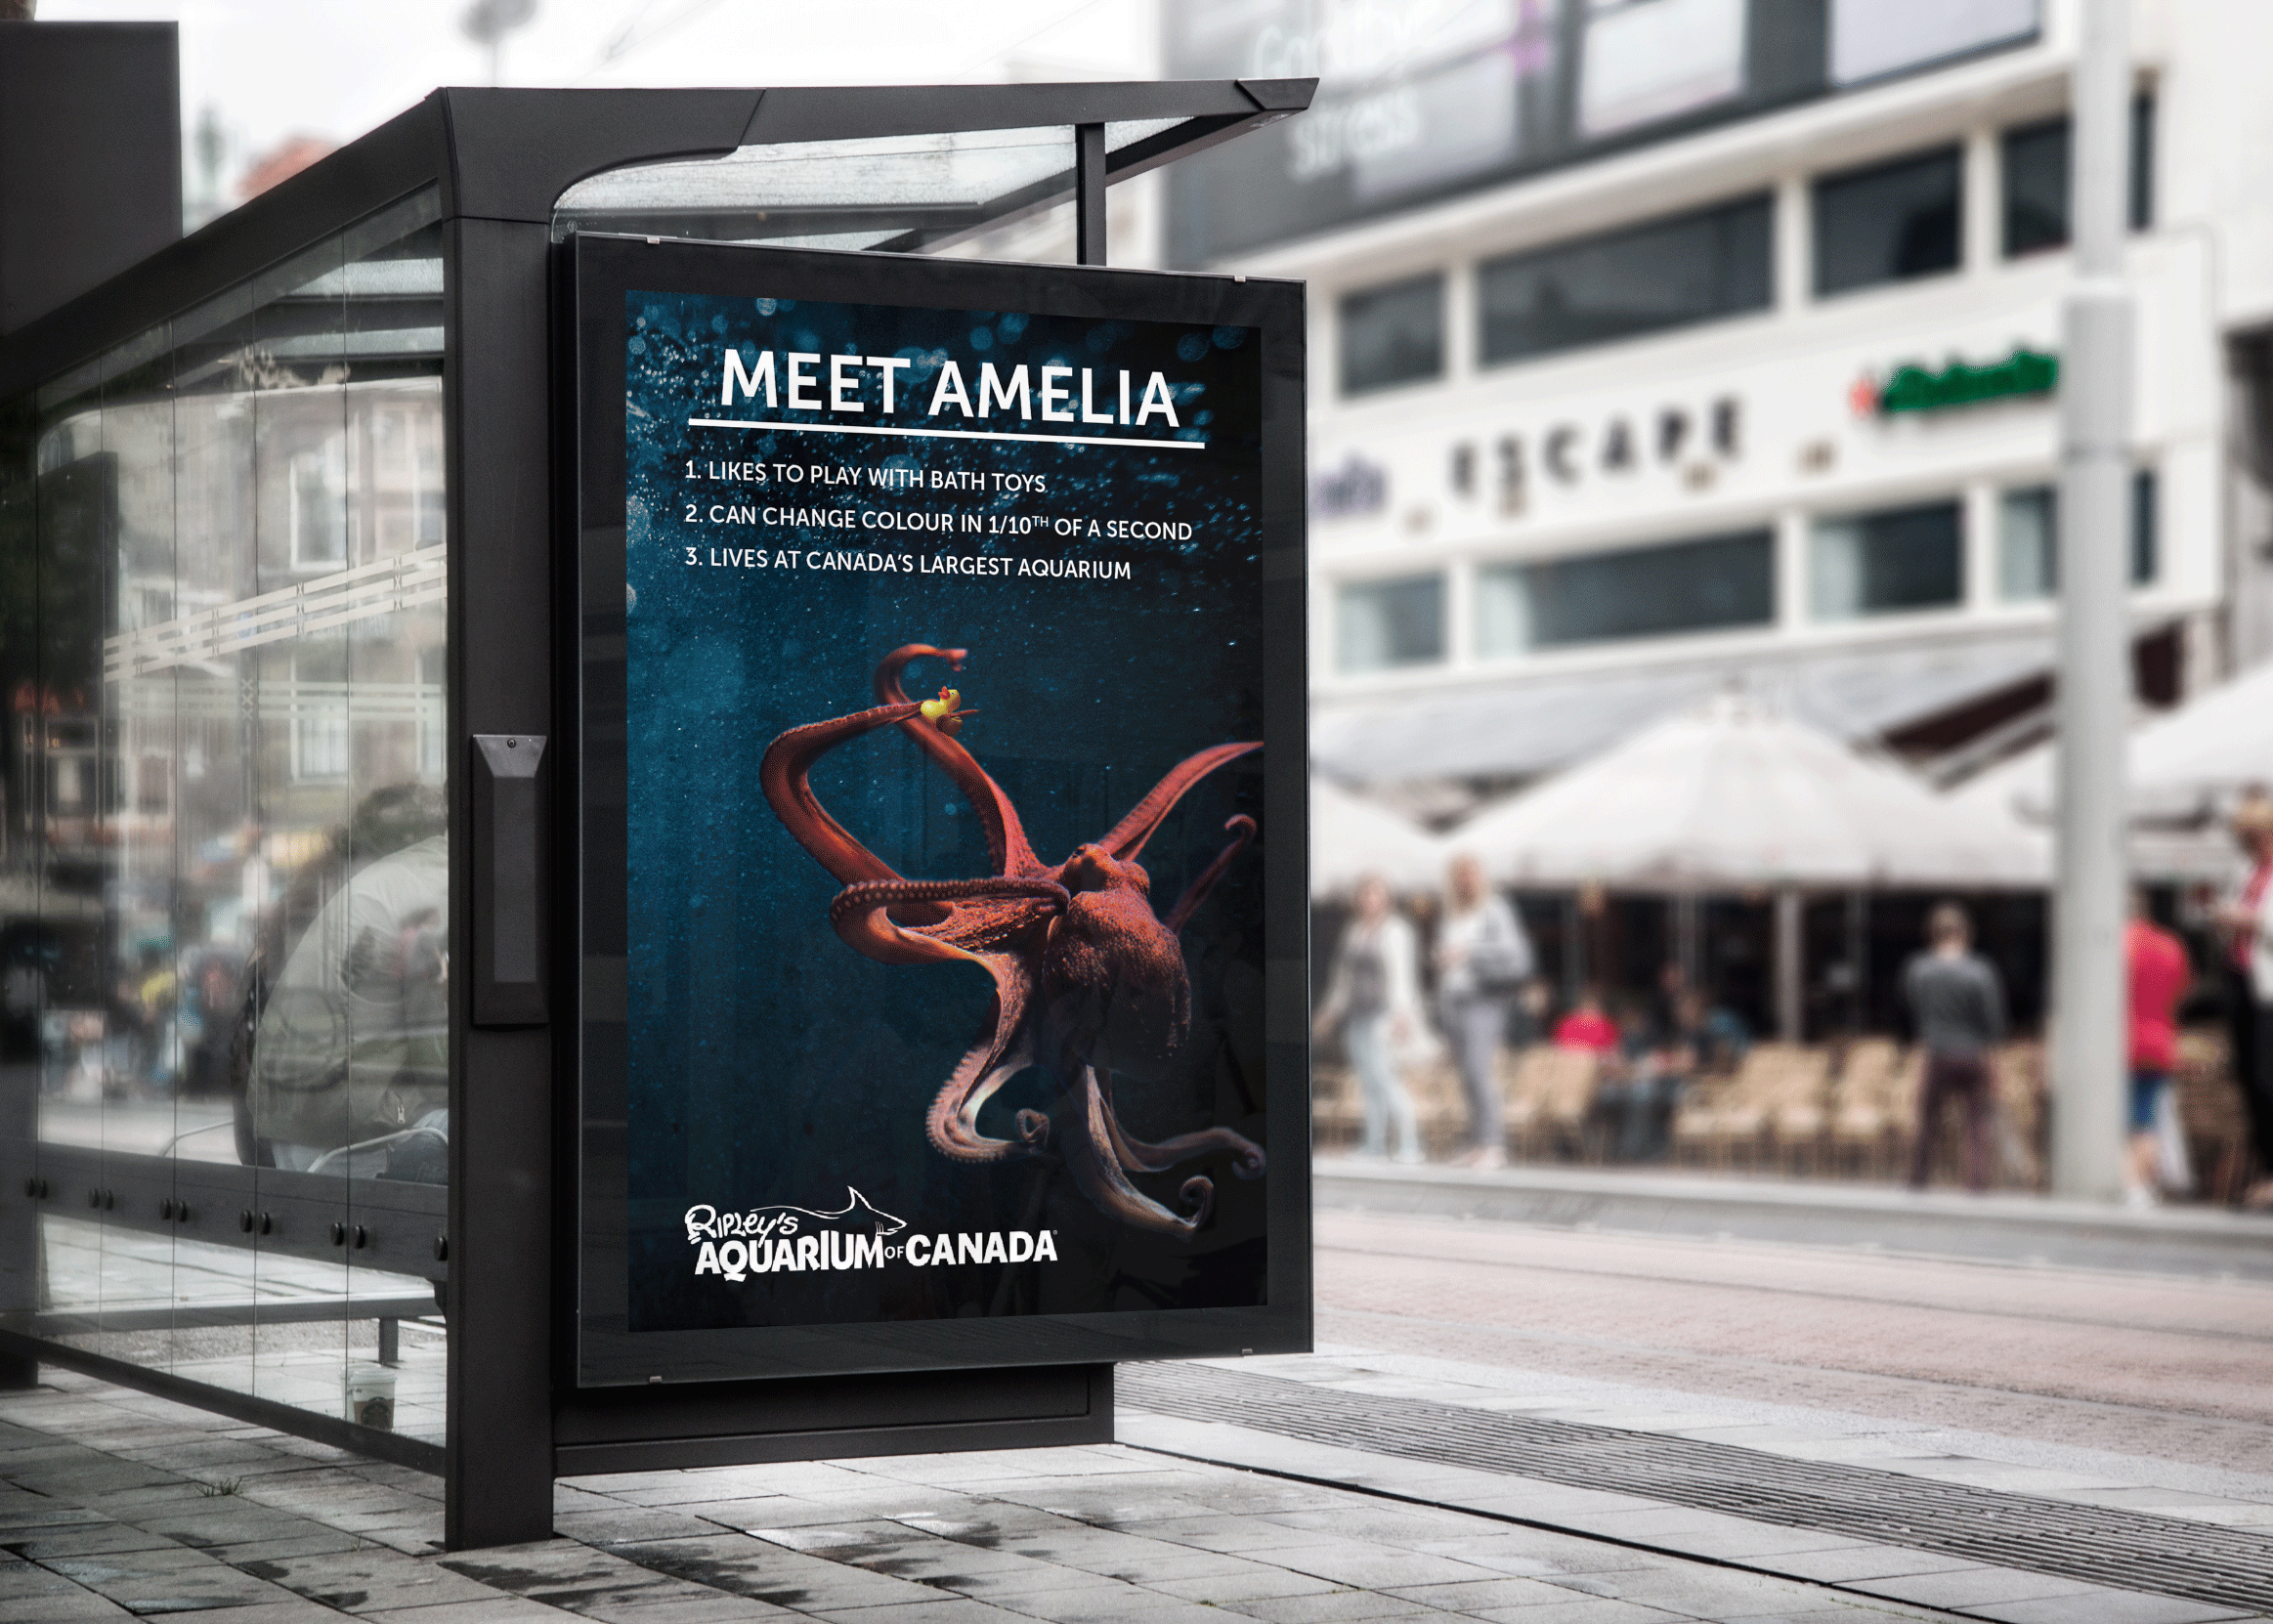 MEET AMELIA
1. LIKES TO PLAY WITH BATH TOYS
2. CAN CHANGE COLOUR IN 1/10TH OF A SECOND
3. LIVES AT CANADA'S LARGEST AQUARIUM
RIPLEY'S
AQUARIUM OF CANADA
ESCAPE
stress